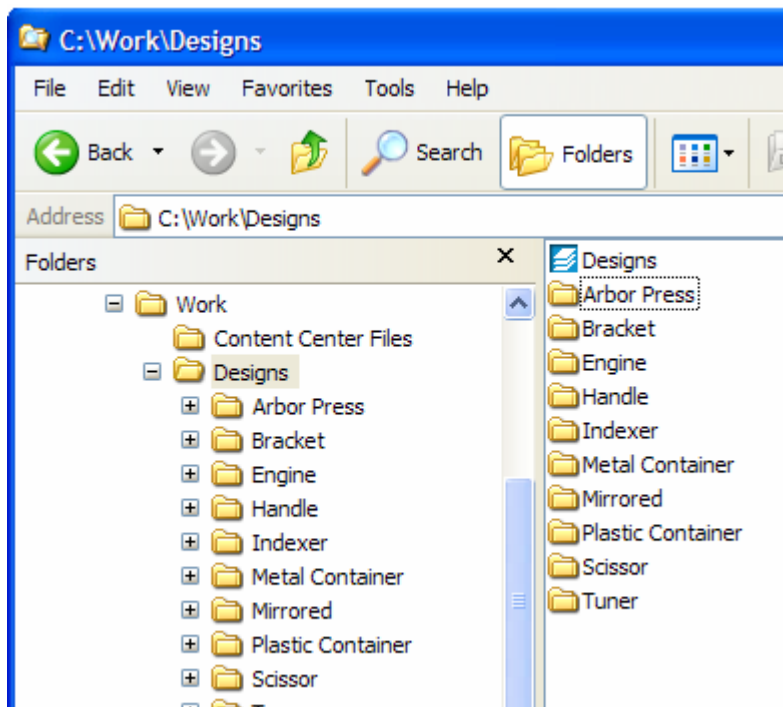 C:\Work\Designs
File Edit View Favorites Tools Help
Back Search Folders
Address C:\Work\Designs
Folders
Work
Content Center Files
Designs
Arbor Press
Bracket
Engine
Handle
Indexer
Metal Container
Mirrored
Plastic Container
Scissor
Designs
Arbor Press
Bracket
Engine
Handle
Indexer
Metal Container
Mirrored
Plastic Container
Scissor
Tuner